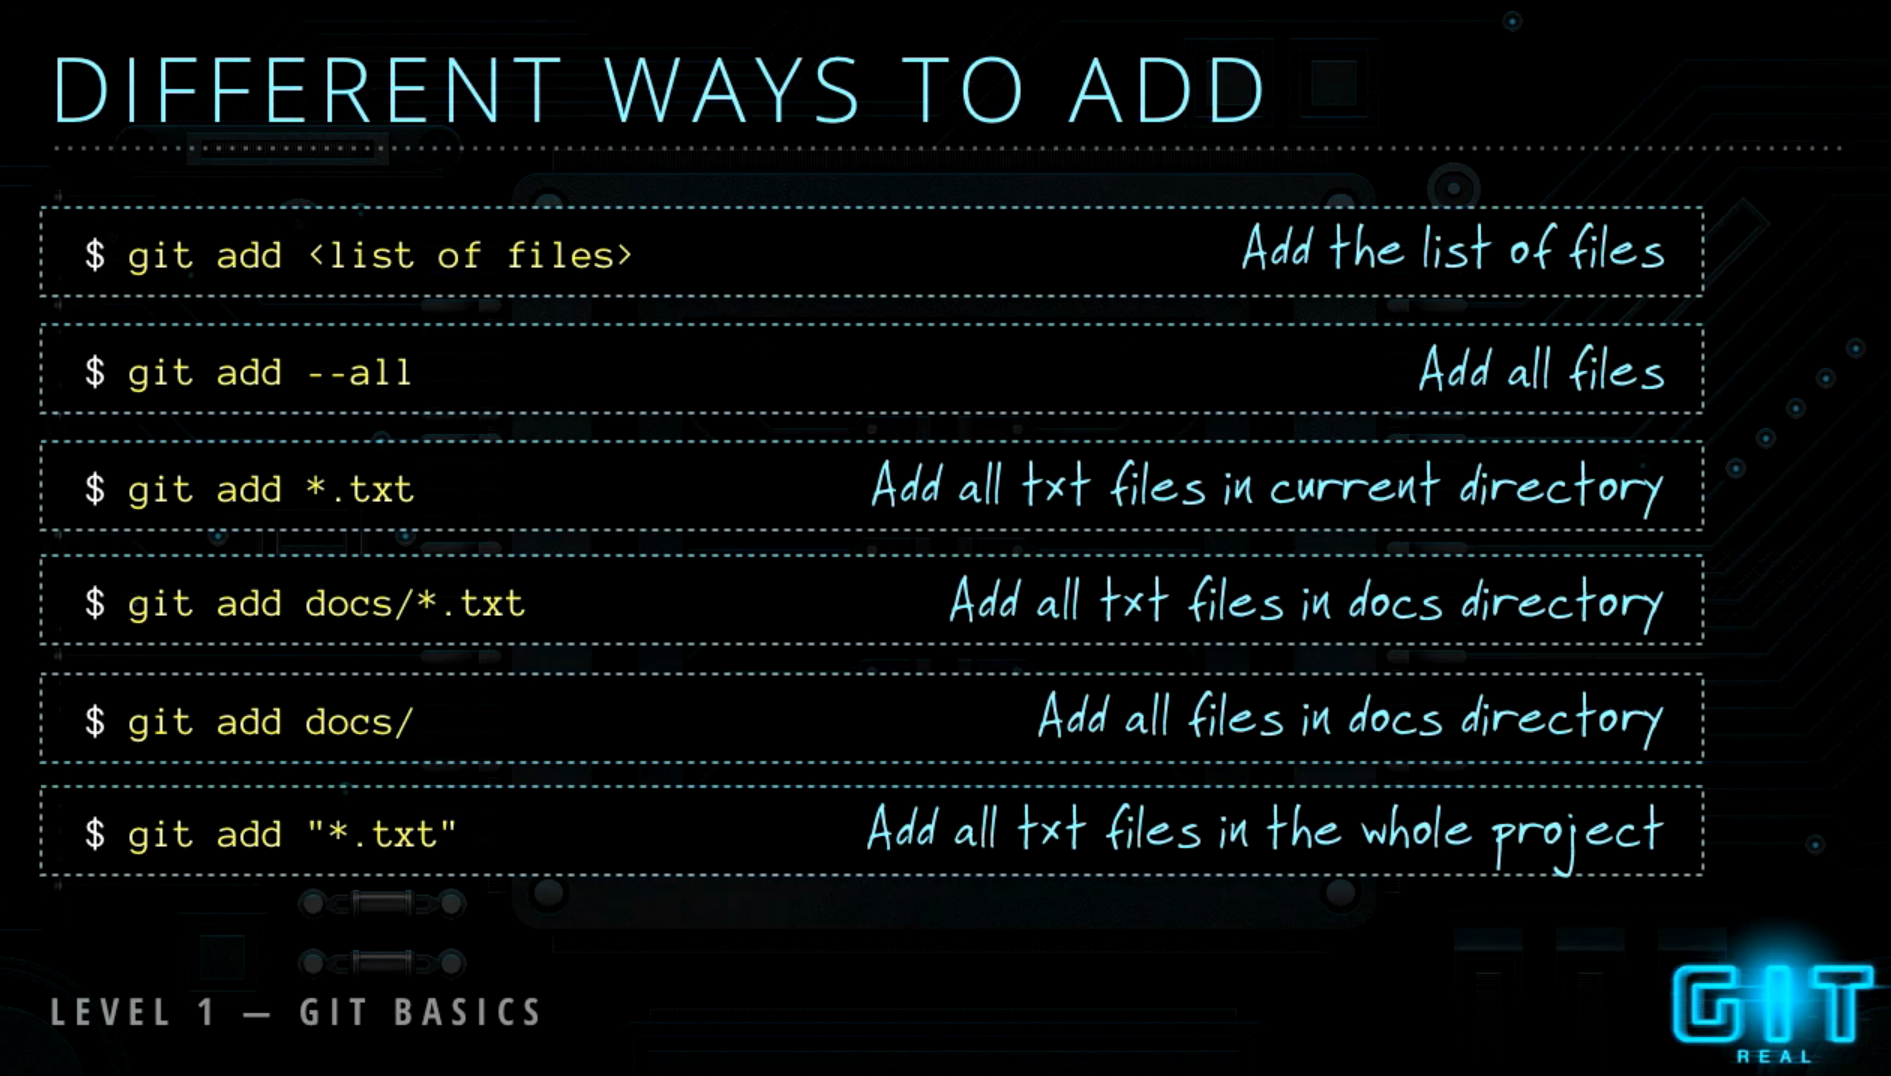 DIFFERENT WAYS TO ADD
$ git add <list of files> Add the list of files
$ git add --all Add all files
$ git add *.txt Add all txt files in current directory
$ git add docs/*.txt Add all txt files in docs directory
$ git add docs/ Add all files in docs directory
$ git add "*.txt" Add all txt files in the whole project
LEVEL 1 — GIT BASICS
GIT
REAL